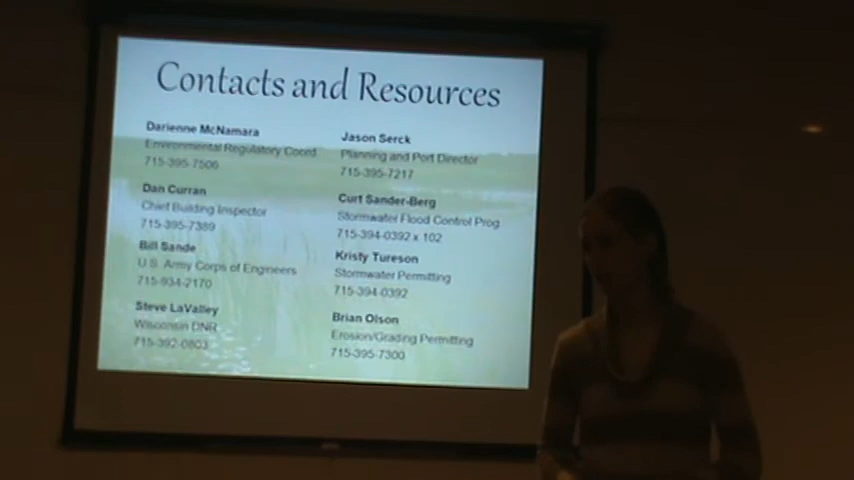 Contacts and Resources
Darienne McNamara
Environmental Regulatory Coord
715-395-7506
Dan Curran
Chief Building Inspector
715-395-7389
Bill Sande
U.S. Army Corps of Engineers
715-934-2170
Steve LaValley
Wisconsin DNR
715-392-0803
Jason Serck
Planning and Port Director
715-395-7217
Curt Sander-Berg
Stormwater Flood Control Prog
715-394-0392 x 102
Kristy Tureson
Stormwater Permitting
715-394-0392
Brian Olson
Erosion/Grading Permitting
715-395-7300